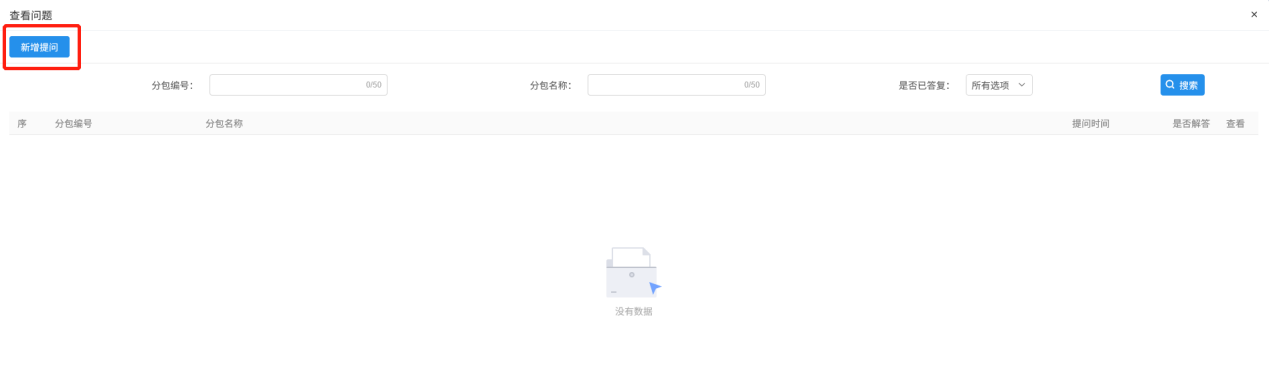 查看问题 ×
新增提问
分包编号： 0/50 分包名称： 0/50 是否已答复： 所有选项 搜索
序 分包编号 分包名称 提问时间 是否解答 查看
没有数据